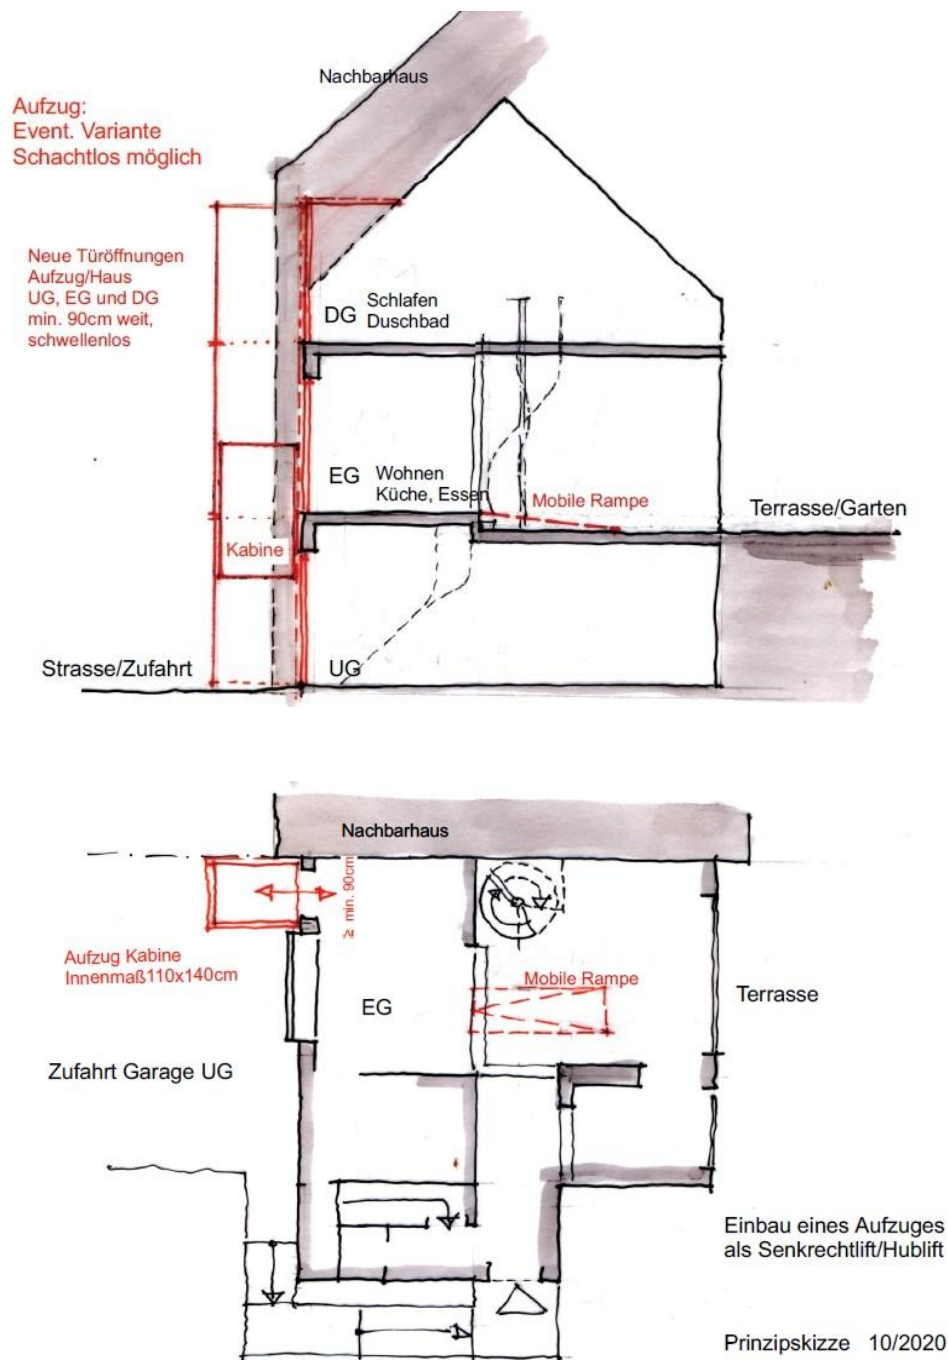 Nachbarhaus
Aufzug:
Event. Variante
Schachtlos möglich
Neue Türöffnungen
Aufzug/Haus
UG, EG und DG
min. 90cm weit,
schwellenlos
DG Schlafen
Duschbad
EG Wohnen
Küche, Essen
Mobile Rampe
Terrasse/Garten
Kabine
Strasse/Zufahrt
UG
Nachbarhaus
≥ min. 90cm
Aufzug Kabine
Innenmaß110x140cm
Mobile Rampe
EG
Terrasse
Zufahrt Garage UG
Einbau eines Aufzuges
als Senkrechtlift/Hublift
Prinzipskizze 10/2020